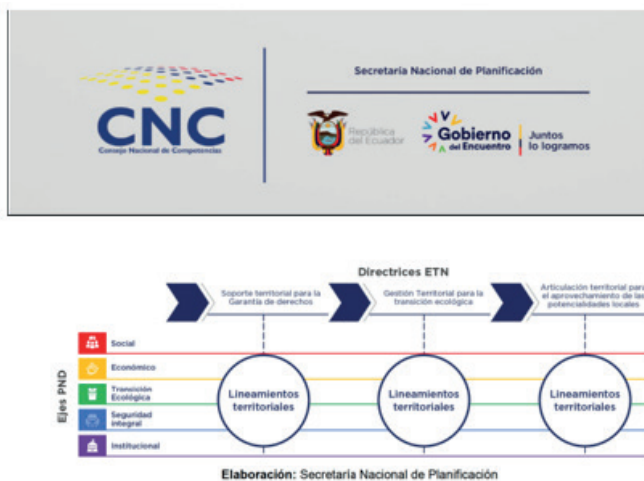 Secretaría Nacional de Planificación
CNC
Consejo Nacional de Competencias
República
del Ecuador
Gobierno
del Encuentro
Juntos
lo logramos
Directrices ETN
Soporte territorial para la
Garantía de derechos
Gestión Territorial para la
transición ecológica
Articulación territorial para
el aprovechamiento de las
potencialidades locales
Ejes PND
Social
Económico
Transición
Ecológica
Seguridad
integral
Institucional
Lineamientos
territoriales
Lineamientos
territoriales
Lineamientos
territoriales
Elaboración: Secretaría Nacional de Planificación